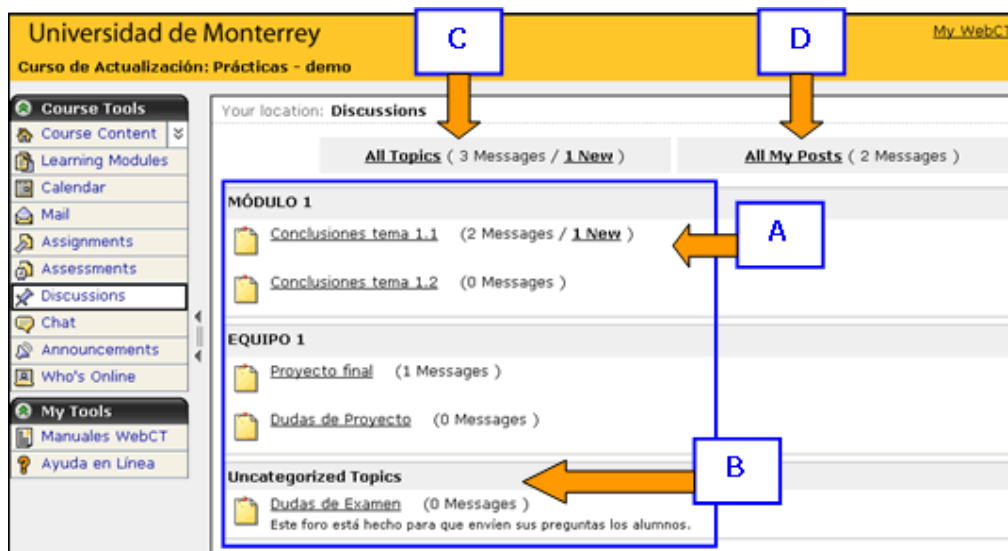 Universidad de Monterrey
My WebCT
Curso de Actualización: Prácticas - demo
C
D
Course Tools
Course Content
Learning Modules
Calendar
Mail
Assignments
Assessments
Discussions
Chat
Announcements
Who's Online
My Tools
Manuales WebCT
Ayuda en Línea
Your location: Discussions
All Topics ( 3 Messages / 1 New )
All My Posts ( 2 Messages )
MÓDULO 1
Conclusiones tema 1.1 (2 Messages / 1 New )
A
Conclusiones tema 1.2 (0 Messages )
EQUIPO 1
Proyecto final (1 Messages )
Dudas de Proyecto (0 Messages )
B
Uncategorized Topics
Dudas de Examen (0 Messages )
Este foro está hecho para que envíen sus preguntas los alumnos.